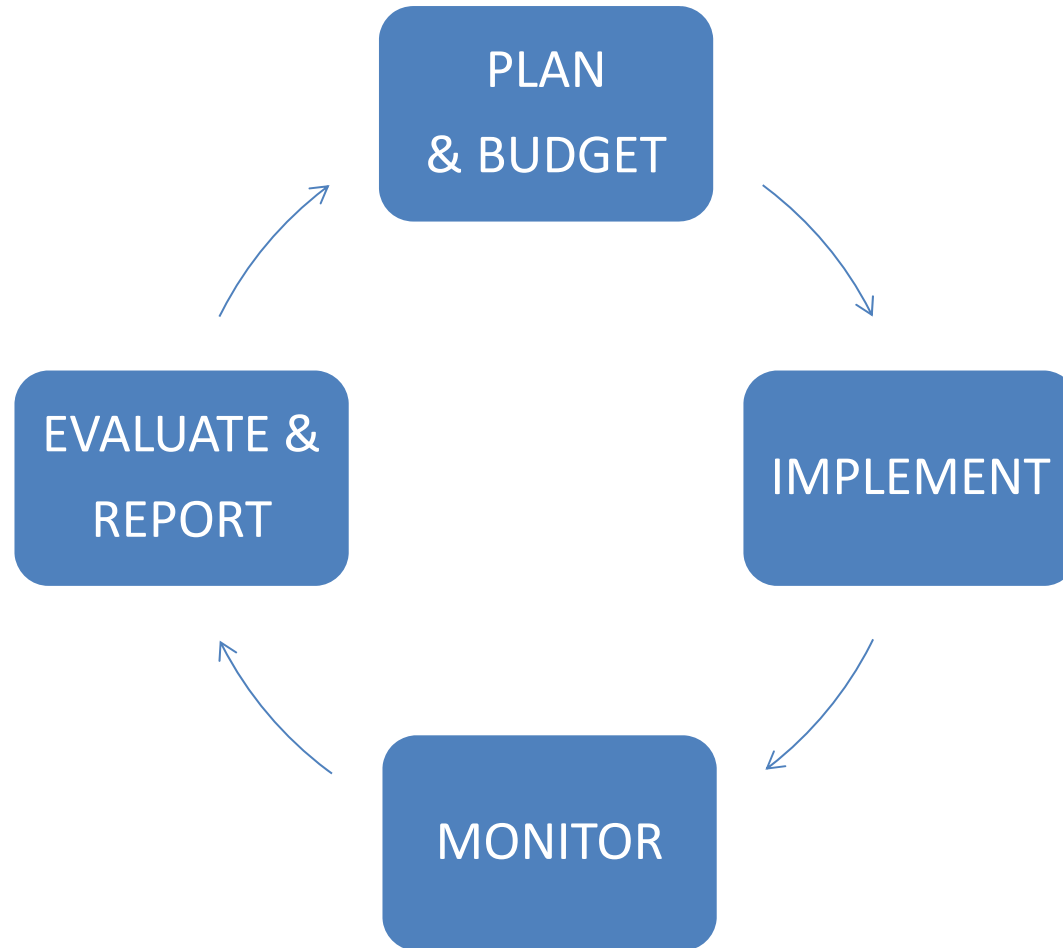 PLAN
& BUDGET
IMPLEMENT
MONITOR
EVALUATE &
REPORT